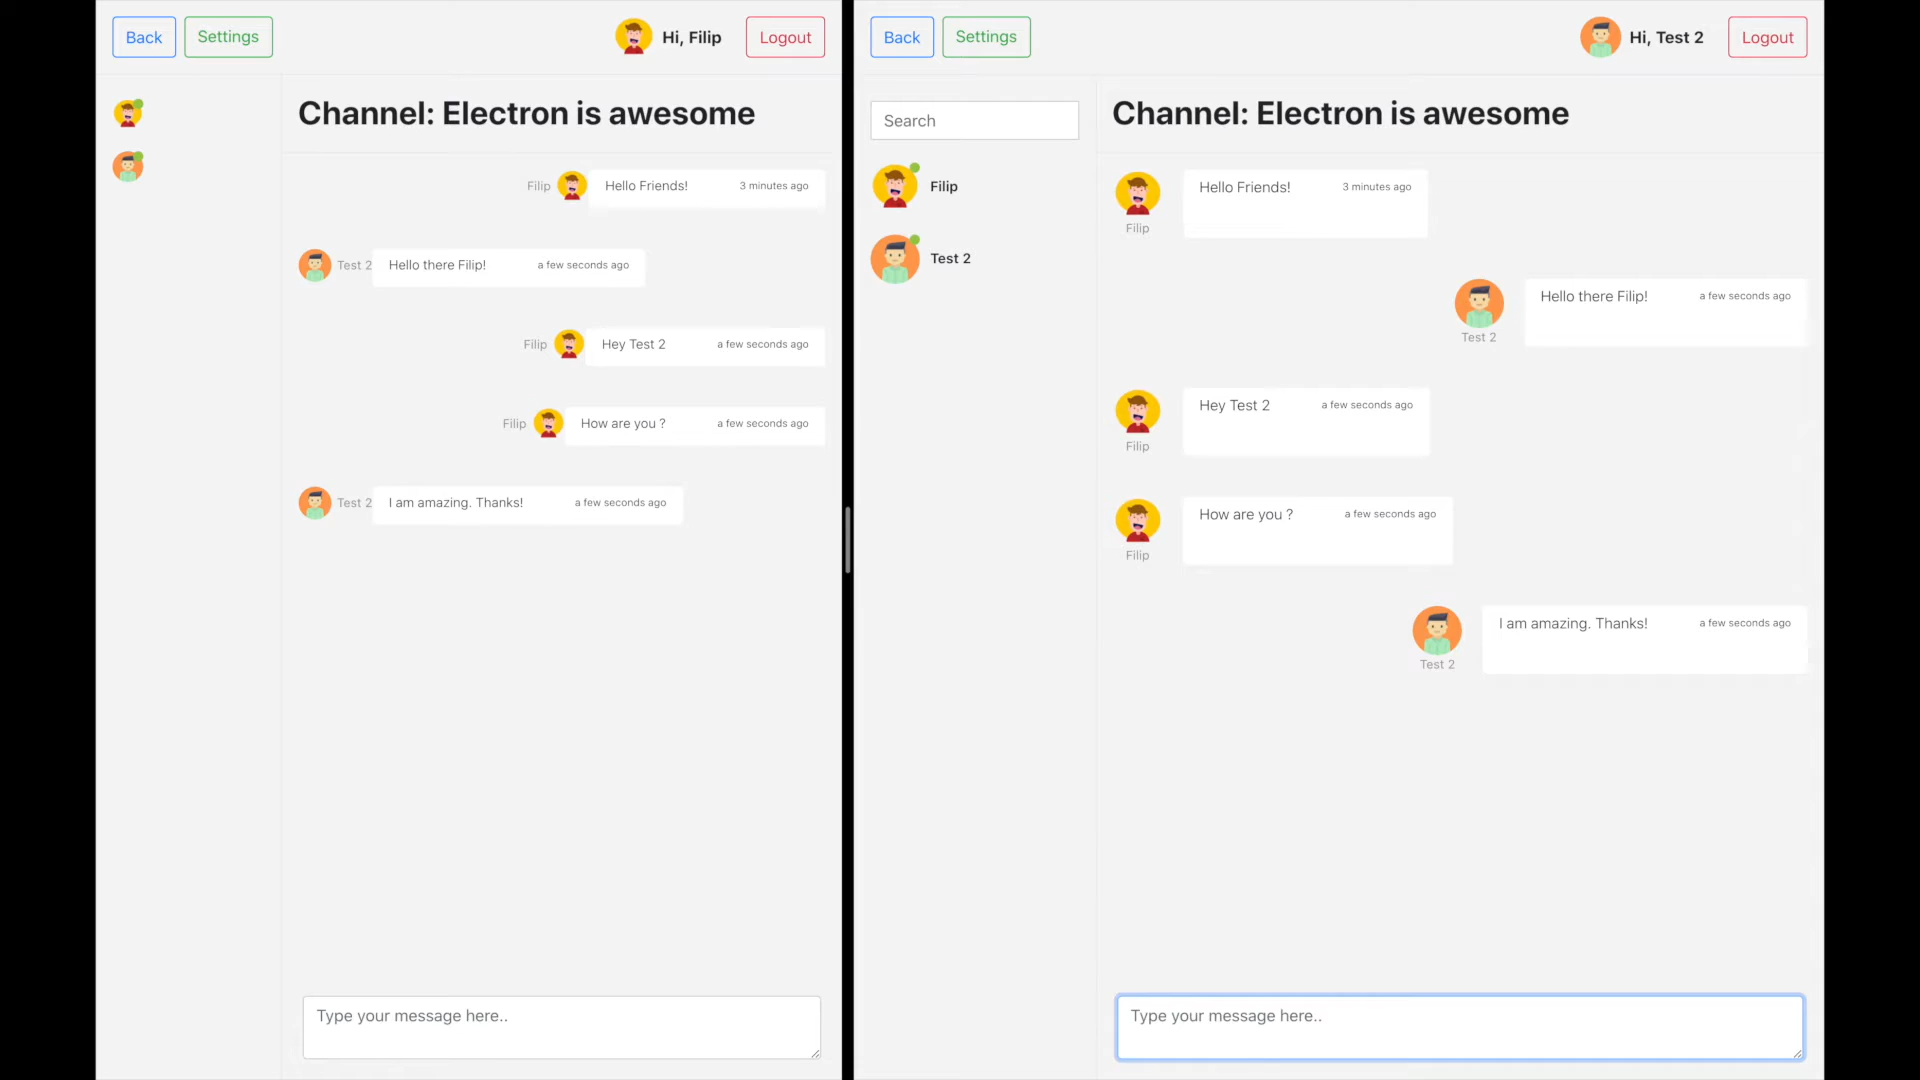 Back Settings Hi, Filip Logout
Channel: Electron is awesome
Filip Hello Friends! 3 minutes ago
Test 2 Hello there Filip! a few seconds ago
Filip Hey Test 2 a few seconds ago
Filip How are you ? a few seconds ago
Test 2 I am amazing. Thanks! a few seconds ago
Type your message here..
Back Settings Hi, Test 2 Logout
Search
Filip
Test 2
Channel: Electron is awesome
Hello Friends! 3 minutes ago
Filip
Hello there Filip! a few seconds ago
Test 2
Hey Test 2 a few seconds ago
Filip
How are you ? a few seconds ago
Filip
I am amazing. Thanks! a few seconds ago
Test 2
Type your message here..